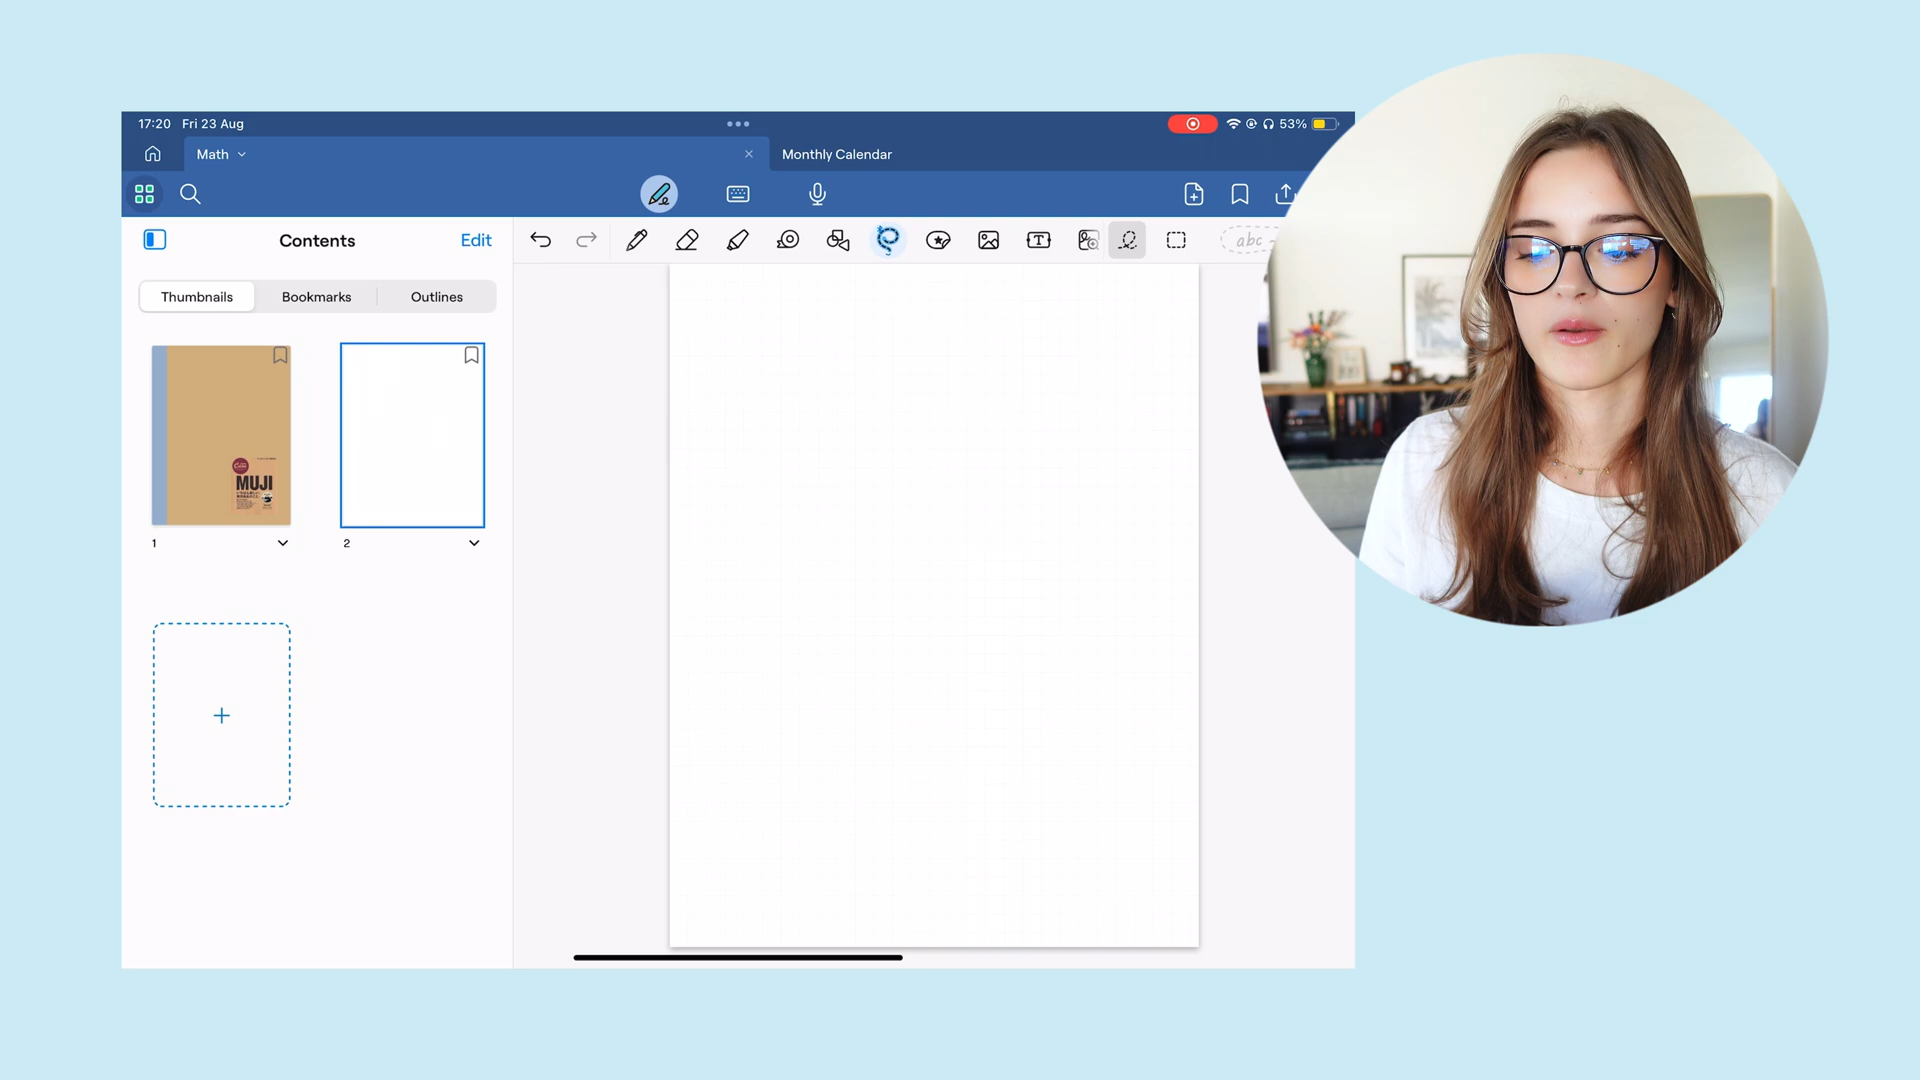 17:20 Fri 23 Aug
53%
Math
Monthly Calendar
Contents
Edit
abc
Thumbnails
Bookmarks
Outlines
MUJI
1
2